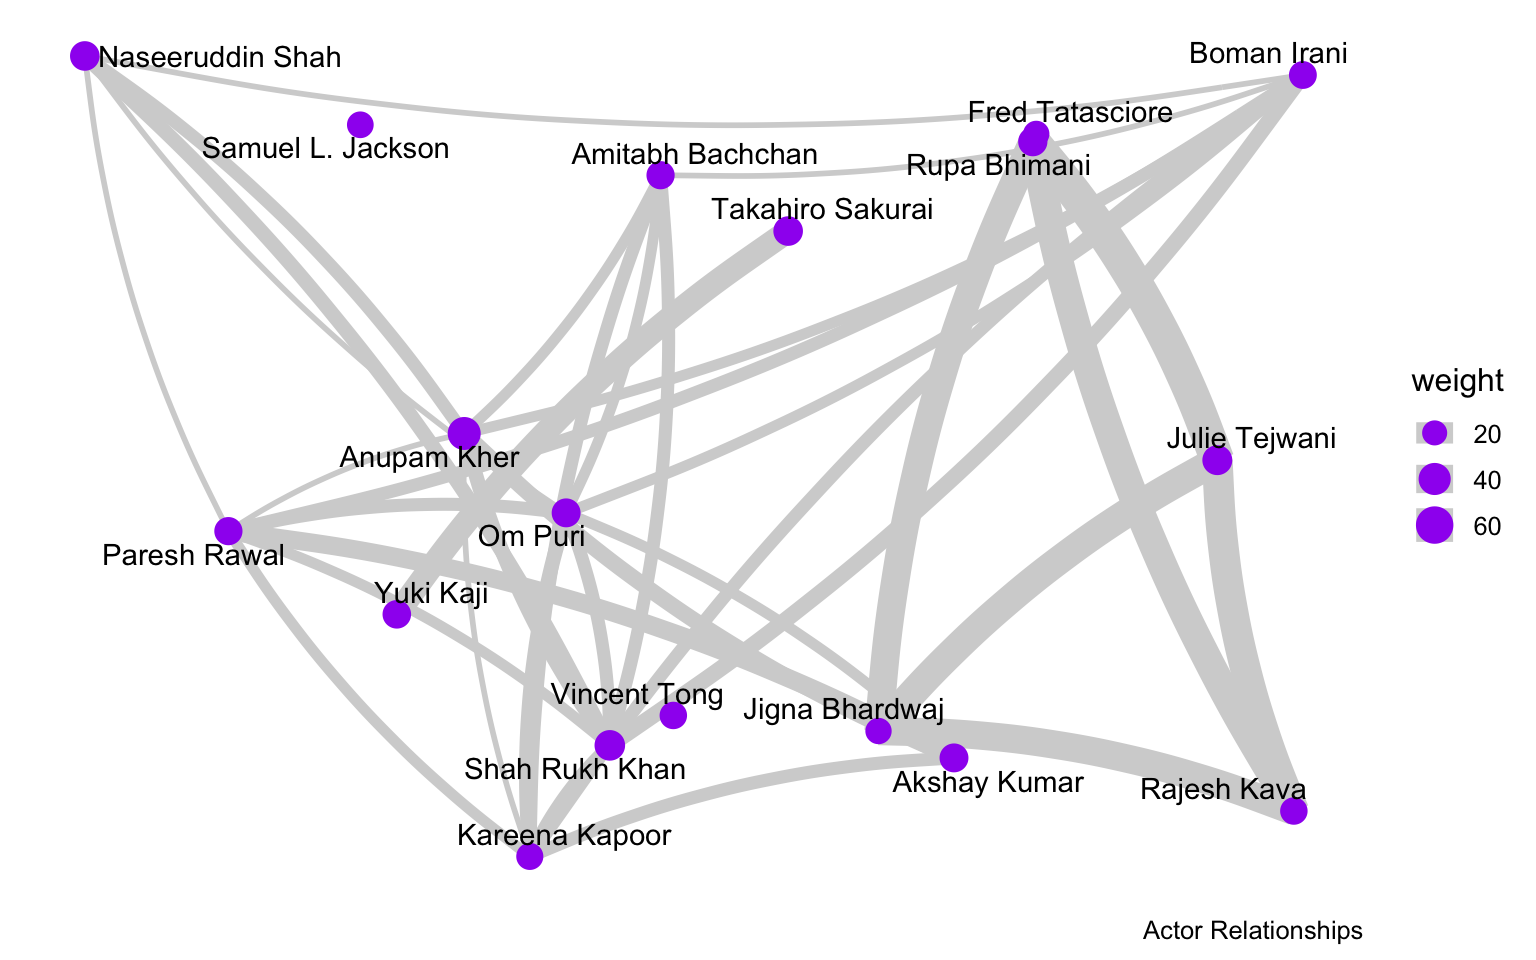 Naseeruddin Shah
Boman Irani
Fred Tatasciore
Samuel L. Jackson
Amitabh Bachchan
Rupa Bhimani
Takahiro Sakurai
weight
20
40
60
Julie Tejwani
Anupam Kher
Om Puri
Paresh Rawal
Yuki Kaji
Vincent Tong
Jigna Bhardwaj
Shah Rukh Khan
Akshay Kumar
Rajesh Kava
Kareena Kapoor
Actor Relationships